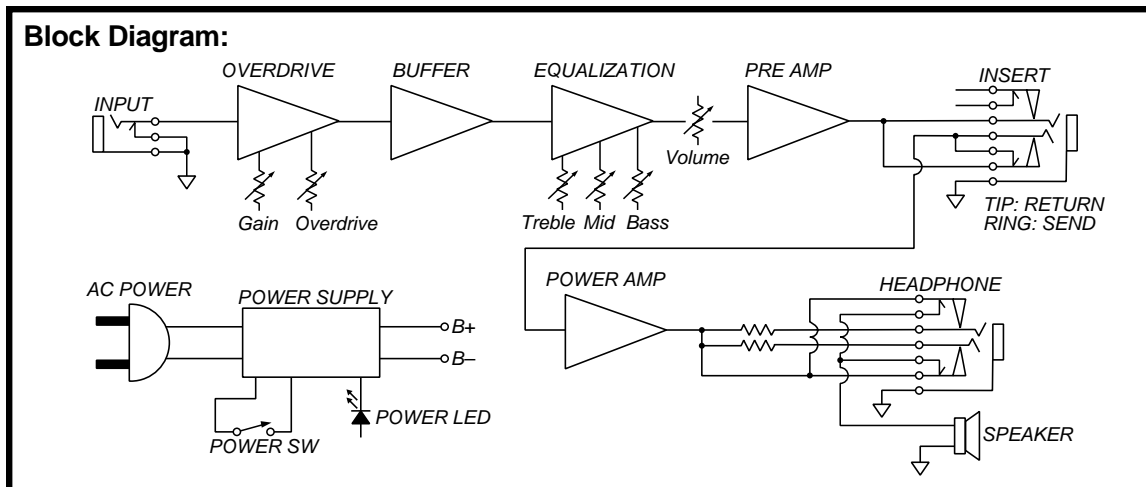 Block Diagram:
OVERDRIVE
BUFFER
EQUALIZATION
PRE AMP
INSERT
INPUT
Volume
Gain
Overdrive
Treble
Mid
Bass
TIP: RETURN
RING: SEND
AC POWER
POWER SUPPLY
POWER AMP
HEADPHONE
B+
B–
POWER LED
POWER SW
SPEAKER